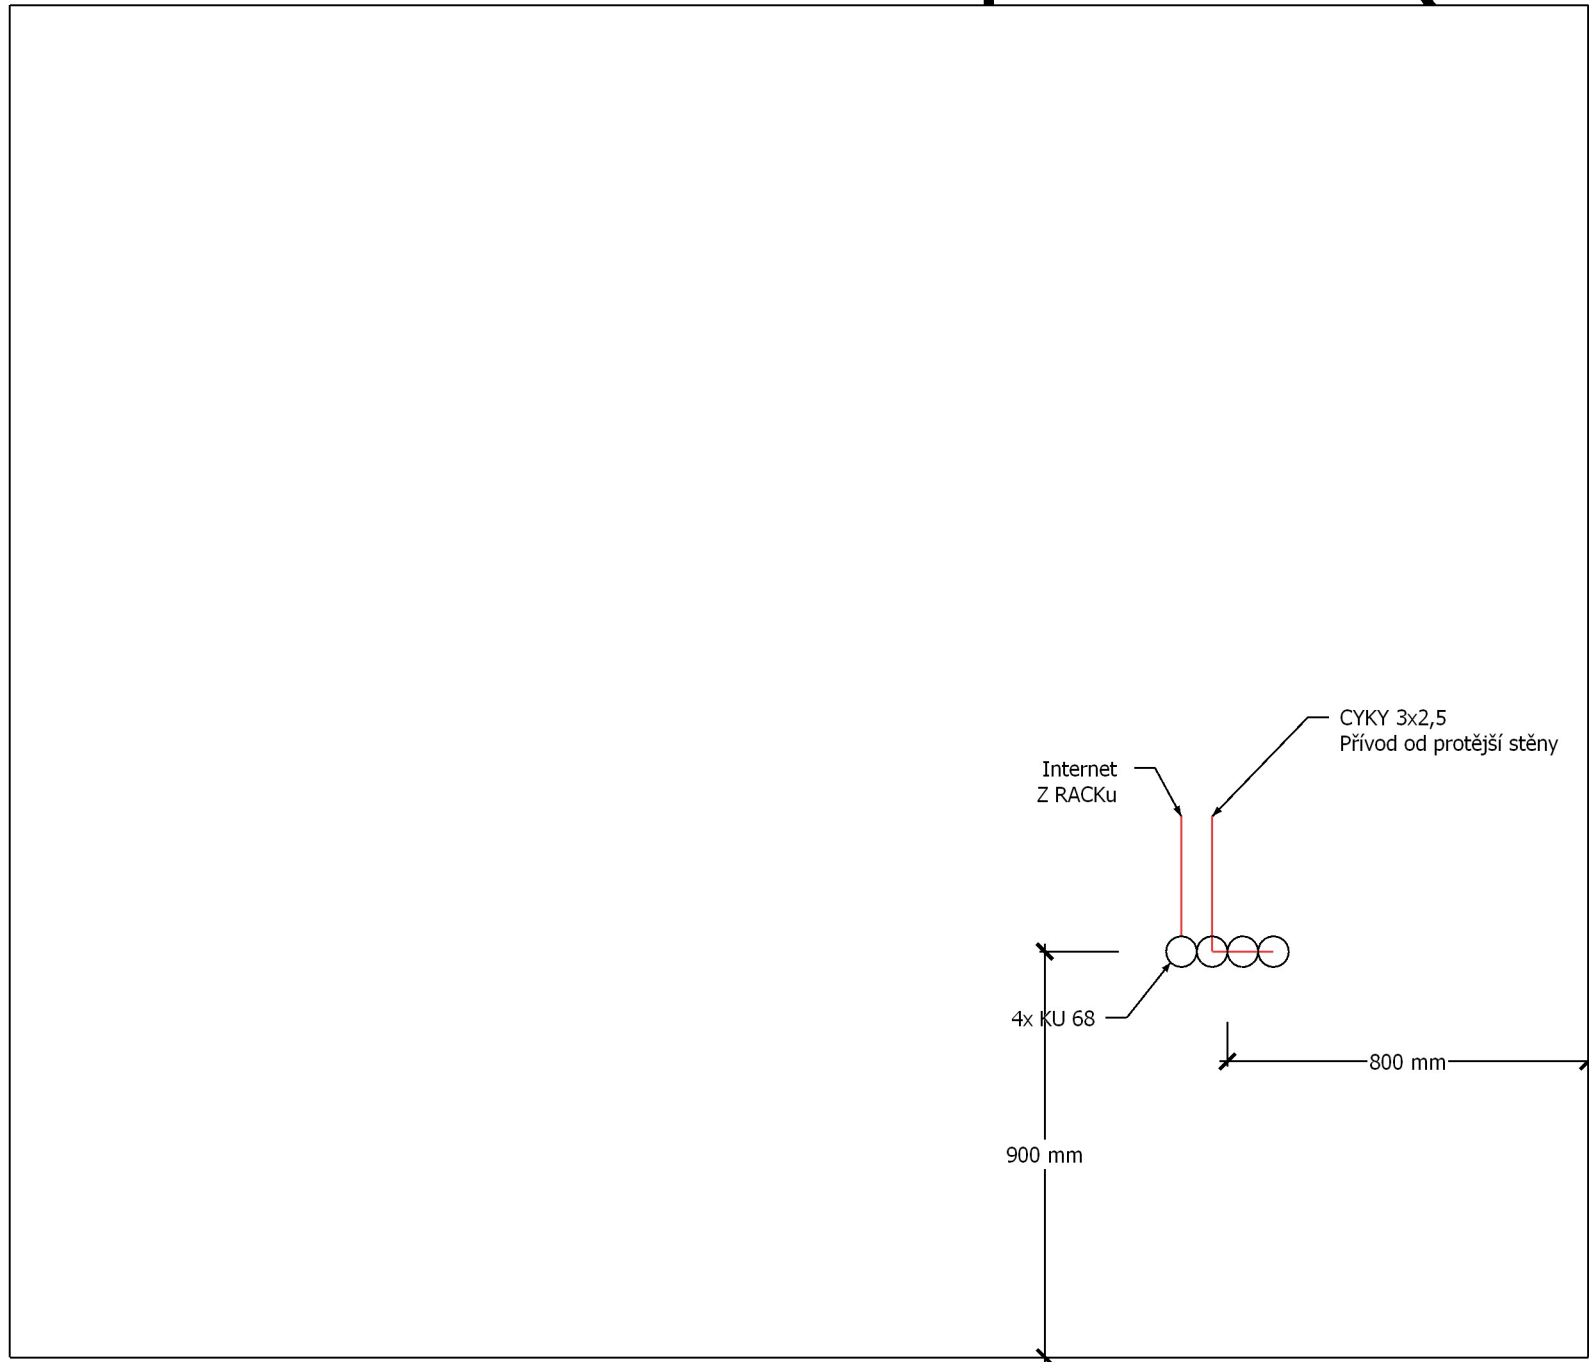 CYKY 3x2,5
Přívod od protější stěny
Internet
Z RACKu
4x KU 68
800 mm
900 mm